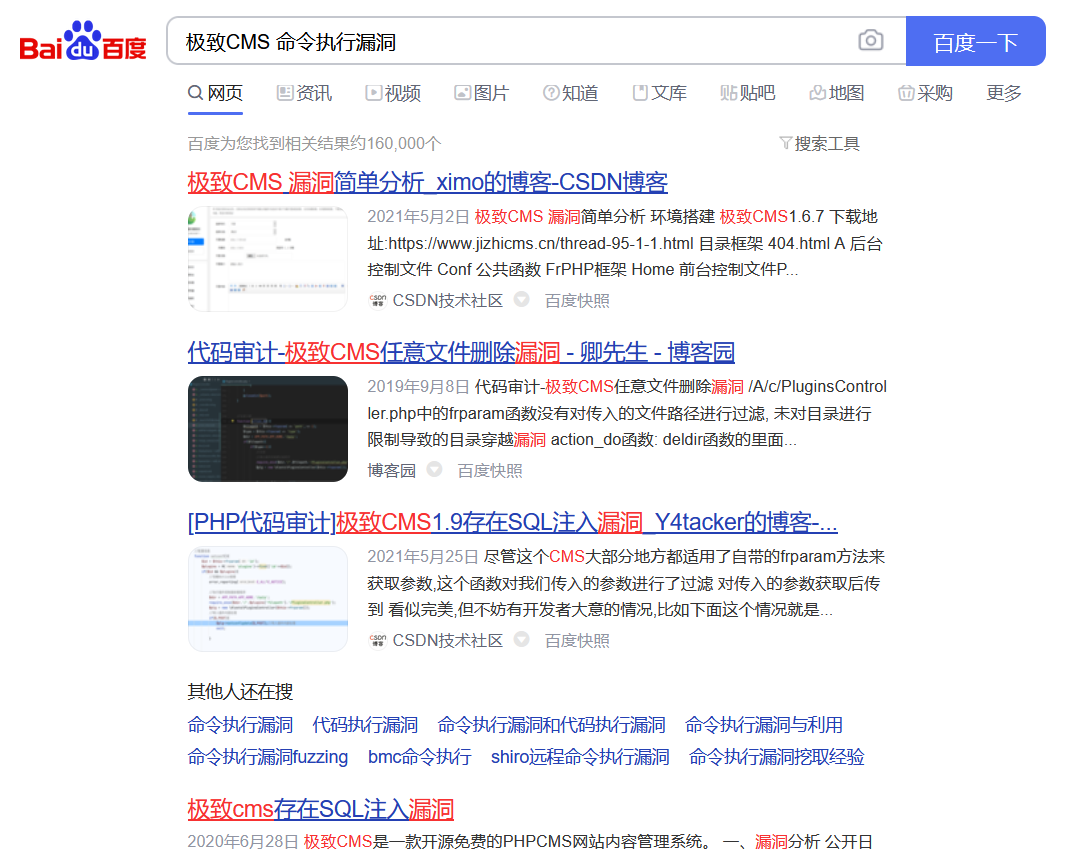 Bai du 百度
极致CMS 命令执行漏洞
百度一下
网页 资讯 视频 图片 知道 文库 贴吧 地图 采购 更多
百度为您找到相关结果约160,000个
搜索工具
极致CMS 漏洞简单分析_ximo的博客-CSDN博客
2021年5月2日 极致CMS 漏洞简单分析 环境搭建 极致CMS1.6.7 下载地
址:https://www.jizhicms.cn/thread-95-1-1.html 目录框架 404.html A 后台
控制文件 Conf 公共函数 FrPHP框架 Home 前台控制文件P...
CSDN技术社区 百度快照
代码审计-极致CMS任意文件删除漏洞 - 卿先生 - 博客园
2019年9月8日 代码审计-极致CMS任意文件删除漏洞 /A/c/PluginsControl
ler.php中的frparam函数没有对传入的文件路径进行过滤, 未对目录进行
限制导致的目录穿越漏洞 action_do函数: deldir函数的里面...
博客园 百度快照
[PHP代码审计]极致CMS1.9存在SQL注入漏洞_Y4tacker的博客-...
2021年5月25日 尽管这个CMS大部分地方都适用了自带的frparam方法来
获取参数,这个函数对我们传入的参数进行了过滤 对传入的参数获取后传
到 看似完美,但不妨有开发者大意的情况,比如下面这个情况就是...
CSDN技术社区 百度快照
其他人还在搜
命令执行漏洞 代码执行漏洞 命令执行漏洞和代码执行漏洞 命令执行漏洞与利用
命令执行漏洞fuzzing bmc命令执行 shiro远程命令执行漏洞 命令执行漏洞挖取经验
极致cms存在SQL注入漏洞
2020年6月28日 极致CMS是一款开源免费的PHPCMS网站内容管理系统。 一、漏洞分析 公开日